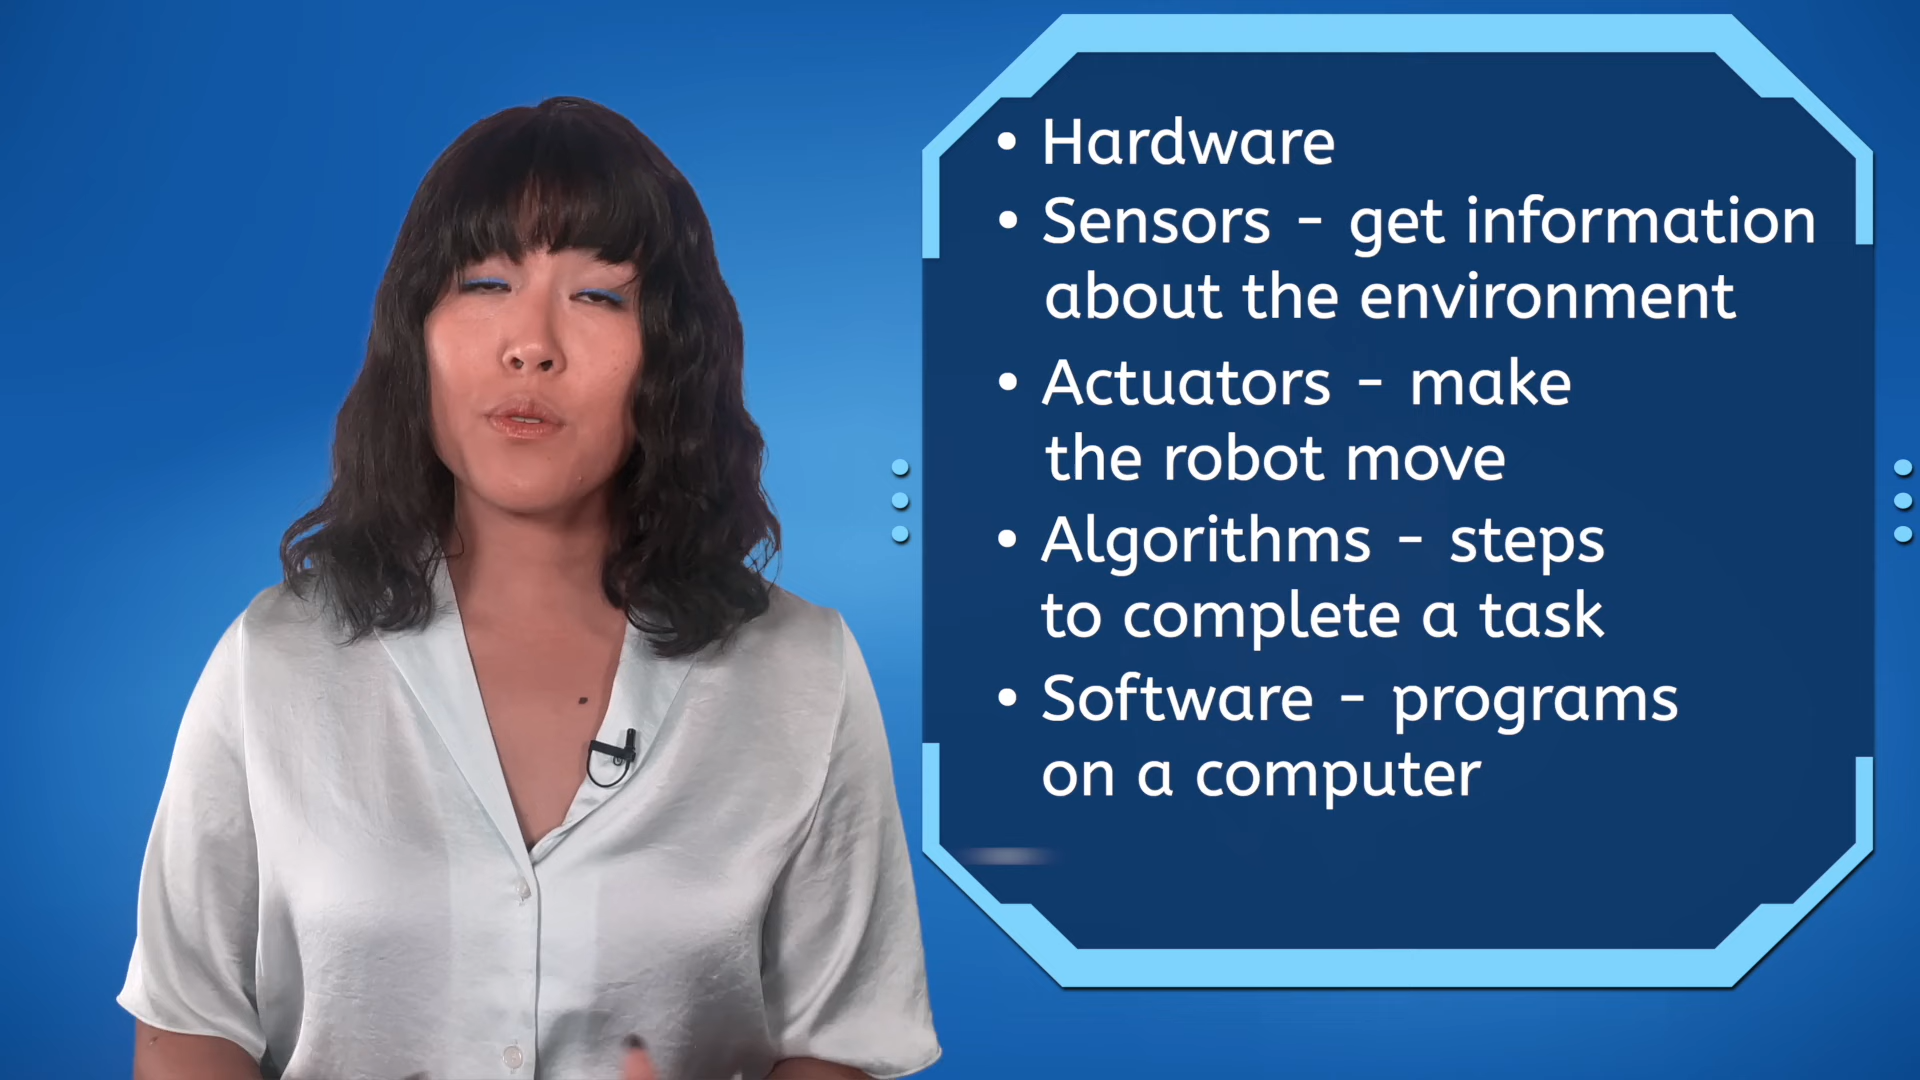 • Hardware
• Sensors - get information
about the environment
• Actuators - make
the robot move
• Algorithms - steps
to complete a task
• Software - programs
on a computer